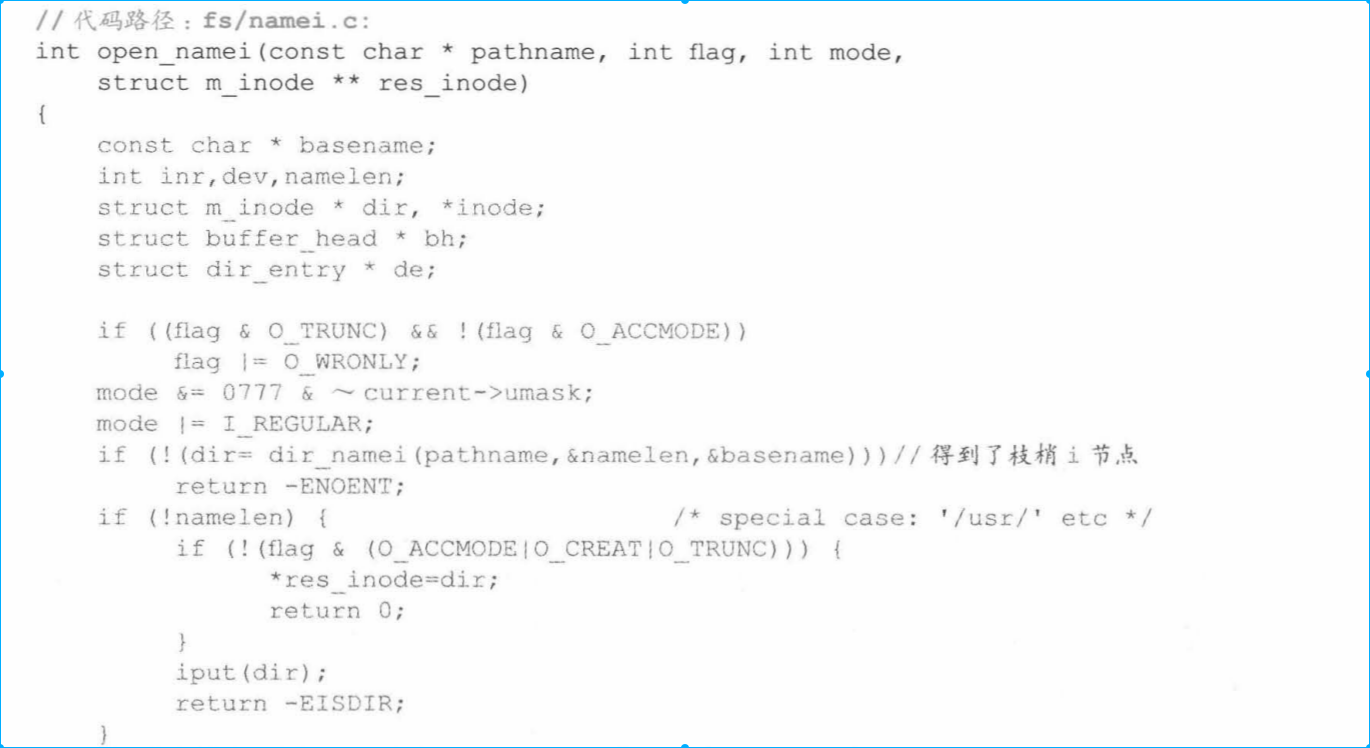 // 代码路径：fs/namei.c:
int open_namei(const char * pathname, int flag, int mode,
    struct m_inode ** res_inode)
{
    const char * basename;
    int inr,dev,namelen;
    struct m_inode * dir, *inode;
    struct buffer_head * bh;
    struct dir_entry * de;

    if ((flag & O_TRUNC) && !(flag & O_ACCMODE))
         flag |= O_WRONLY;
    mode &= 0777 & ~current->umask;
    mode |= I_REGULAR;
    if (!(dir= dir_namei(pathname,&namelen,&basename)))//得到了枝梢i节点
         return -ENOENT;
    if (!namelen) {                      /* special case: '/usr/' etc */
         if (!(flag & (O_ACCMODE|O_CREAT|O_TRUNC))) {
               *res_inode=dir;
               return 0;
         }
         iput(dir);
         return -EISDIR;
    }